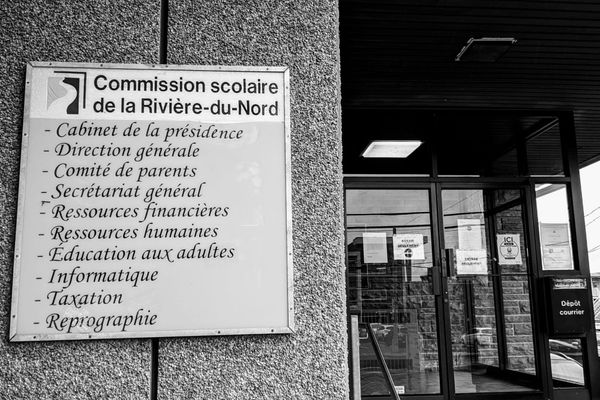 Commission scolaire
de la Rivière-du-Nord
- Cabinet de la présidence
- Direction générale
- Comité de parents
- Secrétariat général
- Ressources financières
- Ressources humaines
- Éducation aux adultes
- Informatique
- Taxation
- Reprographie
ICI
Dépôt
courrier